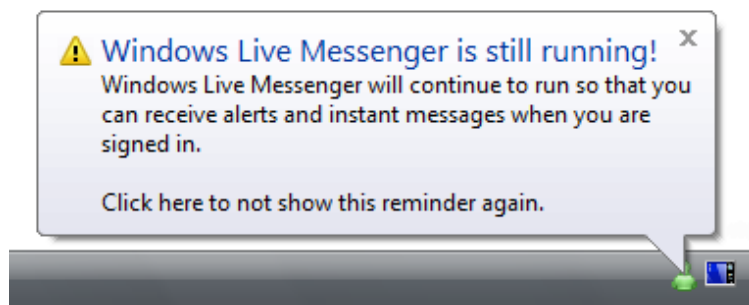 Windows Live Messenger is still running!
Windows Live Messenger will continue to run so that you
can receive alerts and instant messages when you are
signed in.
Click here to not show this reminder again.